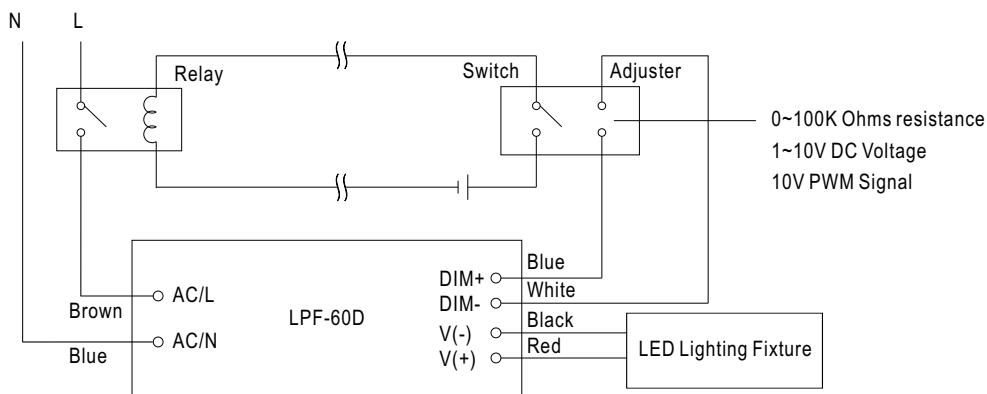 N L
Relay
Switch
Adjuster
0~100K Ohms resistance
1~10V DC Voltage
10V PWM Signal
Brown
AC/L
Blue
AC/N
LPF-60D
DIM+
Blue
DIM-
White
V(-)
Black
V(+)
Red
LED Lighting Fixture